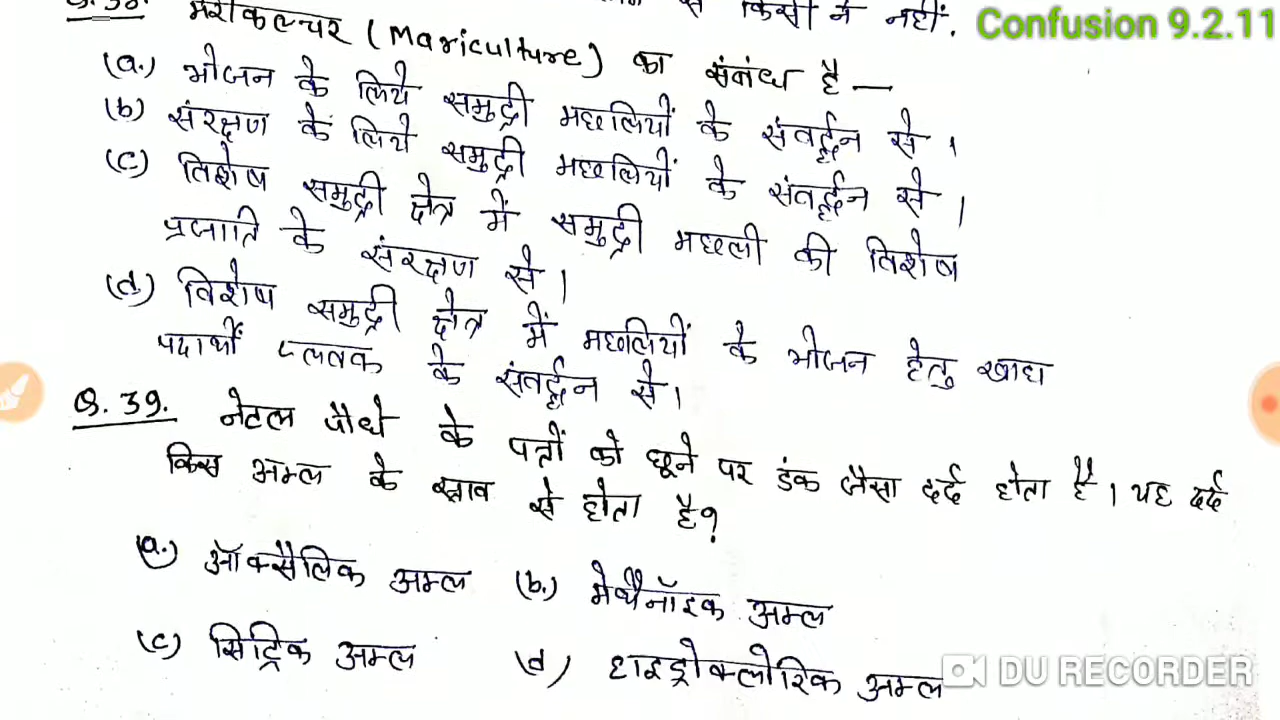 से किसी में नहीं.
Confusion 9.2.11
Q.38. मेरीकल्चर (Mariculture) का संबंध है —
(a.) भोजन के लिये समुद्री मछलियों के संवर्द्धन से ।
(b) संरक्षण के लिये समुद्री मछलियों के संवर्द्धन से ।
(c) विशेष समुद्री क्षेत्र में समुद्री मछली की विशेष
प्रजाति के संरक्षण से ।
(d) विशेष समुद्री क्षेत्र में मछलियों के भोजन हेतु खाद्य
पदार्थों प्लवक के संवर्द्धन से ।
Q. 39. नेटल पौधे के पत्तों को छूने पर डंक जैसा दर्द होता है । यह दर्द
किस अम्ल के स्राव से होता है?
(a.) ऑक्सैलिक अम्ल (b.) मेथैनॉइक अम्ल
(c) सिट्रिक अम्ल (d) हाइड्रोक्लोरिक अम्ल
DU RECORDER